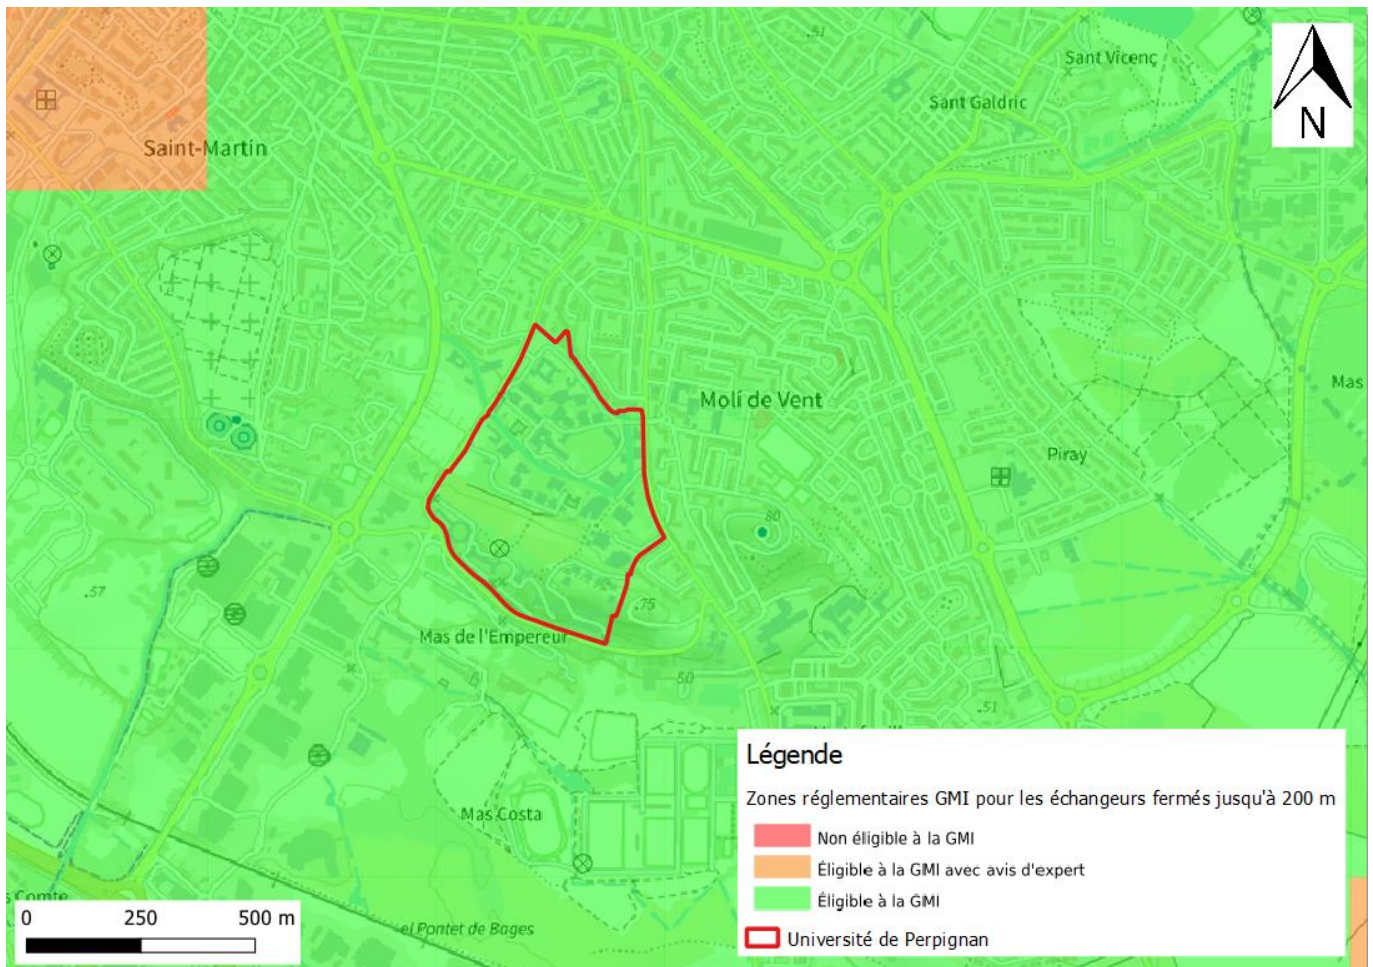 .51
Sant Vicenç
Sant Galdric
N
Saint-Martin
Molí de Vent
Mas
Piray
80
.57
.75
Mas de l'Empereur
50
.51
Légende
Zones réglementaires GMI pour les échangeurs fermés jusqu'à 200 m
Non éligible à la GMI
Éligible à la GMI avec avis d'expert
Éligible à la GMI
Université de Perpignan
Mas Costa
s Comte
0 250 500 m
el Pontet de Bages